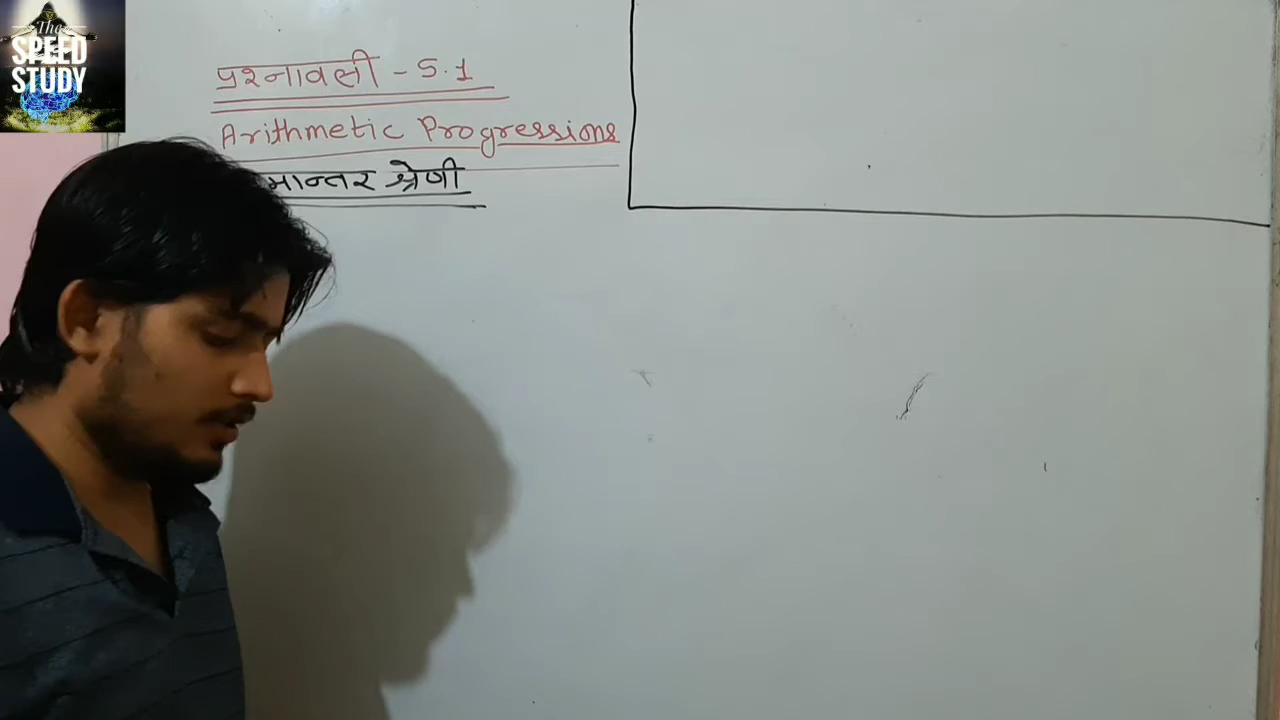 The
SPEED
STUDY
प्रश्नावली - 5.1
Arithmetic Progressions
मान्तर श्रेणी